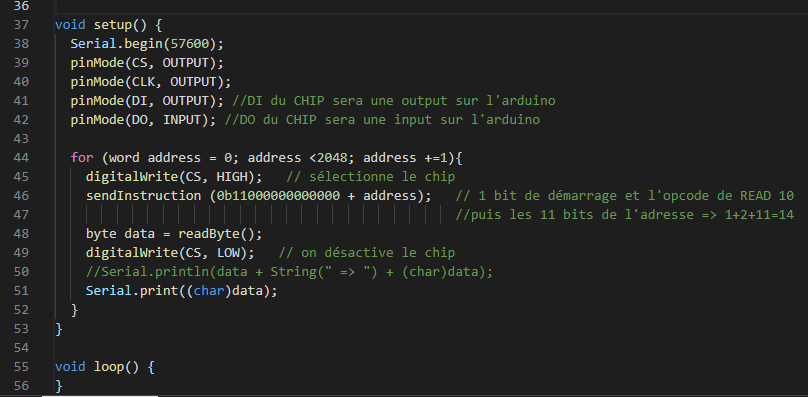 36
37 void setup() {
38 Serial.begin(57600);
39 pinMode(CS, OUTPUT);
40 pinMode(CLK, OUTPUT);
41 pinMode(DI, OUTPUT); //DI du CHIP sera une output sur l'arduino
42 pinMode(DO, INPUT); //DO du CHIP sera une input sur l'arduino
43
44 for (word address = 0; address <2048; address +=1){
45 digitalWrite(CS, HIGH); // sélectionne le chip
46 sendInstruction (0b11000000000000 + address); // 1 bit de démarrage et l'opcode de READ 10
47 //puis les 11 bits de l'adresse => 1+2+11=14
48 byte data = readByte();
49 digitalWrite(CS, LOW); // on désactive le chip
50 //Serial.println(data + String(" => ") + (char)data);
51 Serial.print((char)data);
52 }
53 }
54
55 void loop() {
56 }